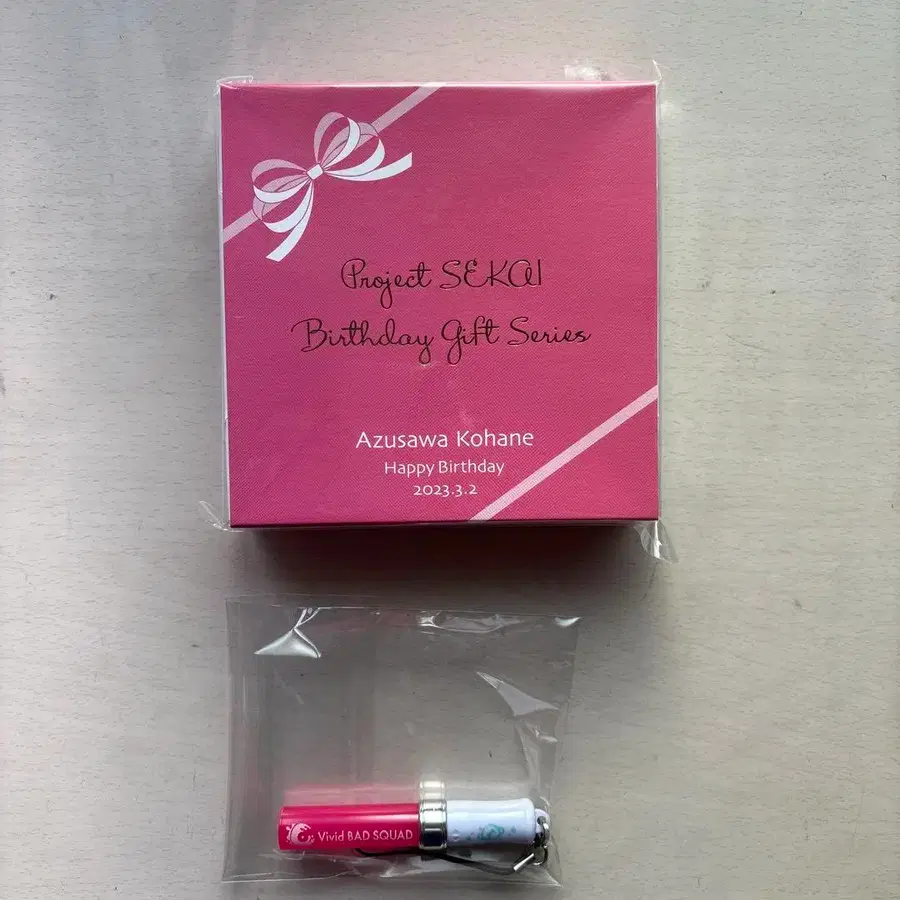 Project SEKAI
Birthday Gift Series
Azusawa Kohane
Happy Birthday
2023.3.2
Vivid BAD SQUAD